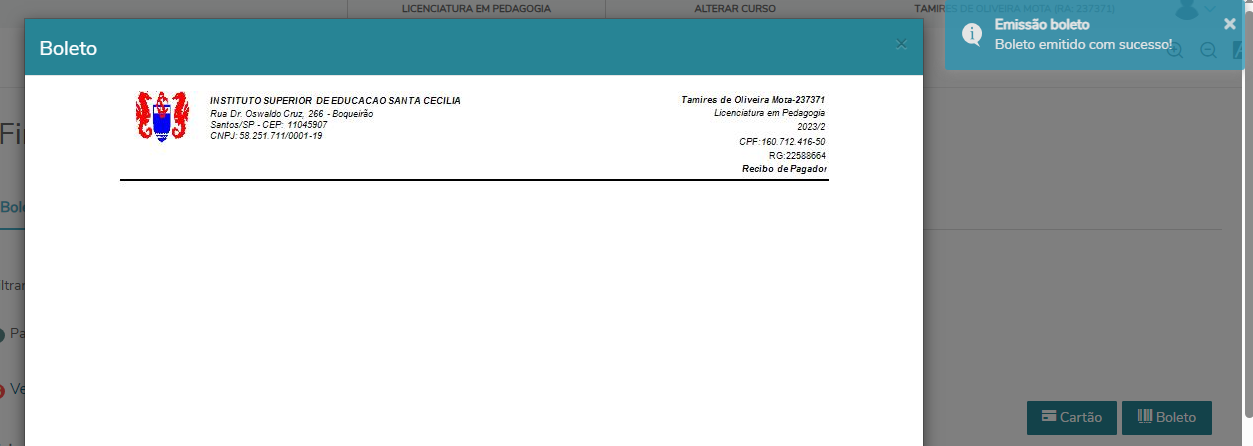 LICENCIATURA EM PEDAGOGIA
ALTERAR CURSO
TAMIRES DE OLIVEIRA MOTA (RA: 237371)
Emissão boleto
Boleto emitido com sucesso!
Boleto
INSTITUTO SUPERIOR DE EDUCACAO SANTA CECILIA
Rua Dr. Oswaldo Cruz, 266 - Boqueirão
Santos/SP - CEP: 11045907
CNPJ: 58.251.711/0001-19
Tamires de Oliveira Mota-237371
Licenciatura em Pedagogia
2023/2
CPF:160.712.416-50
RG:22588664
Recibo de Pagador
Fi
Bol
ltrar
Pa
Ve
Cartão
Boleto